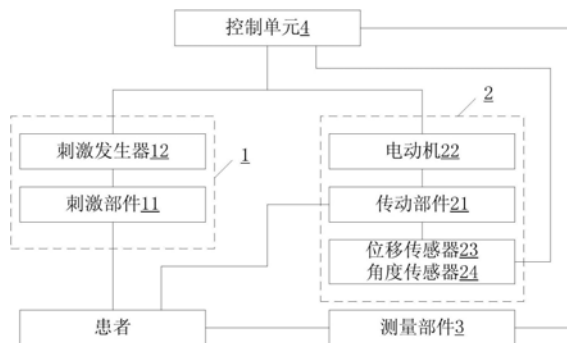 控制单元4
刺激发生器12
1
刺激部件11
2
电动机22
传动部件21
位移传感器23
角度传感器24
患者
测量部件3